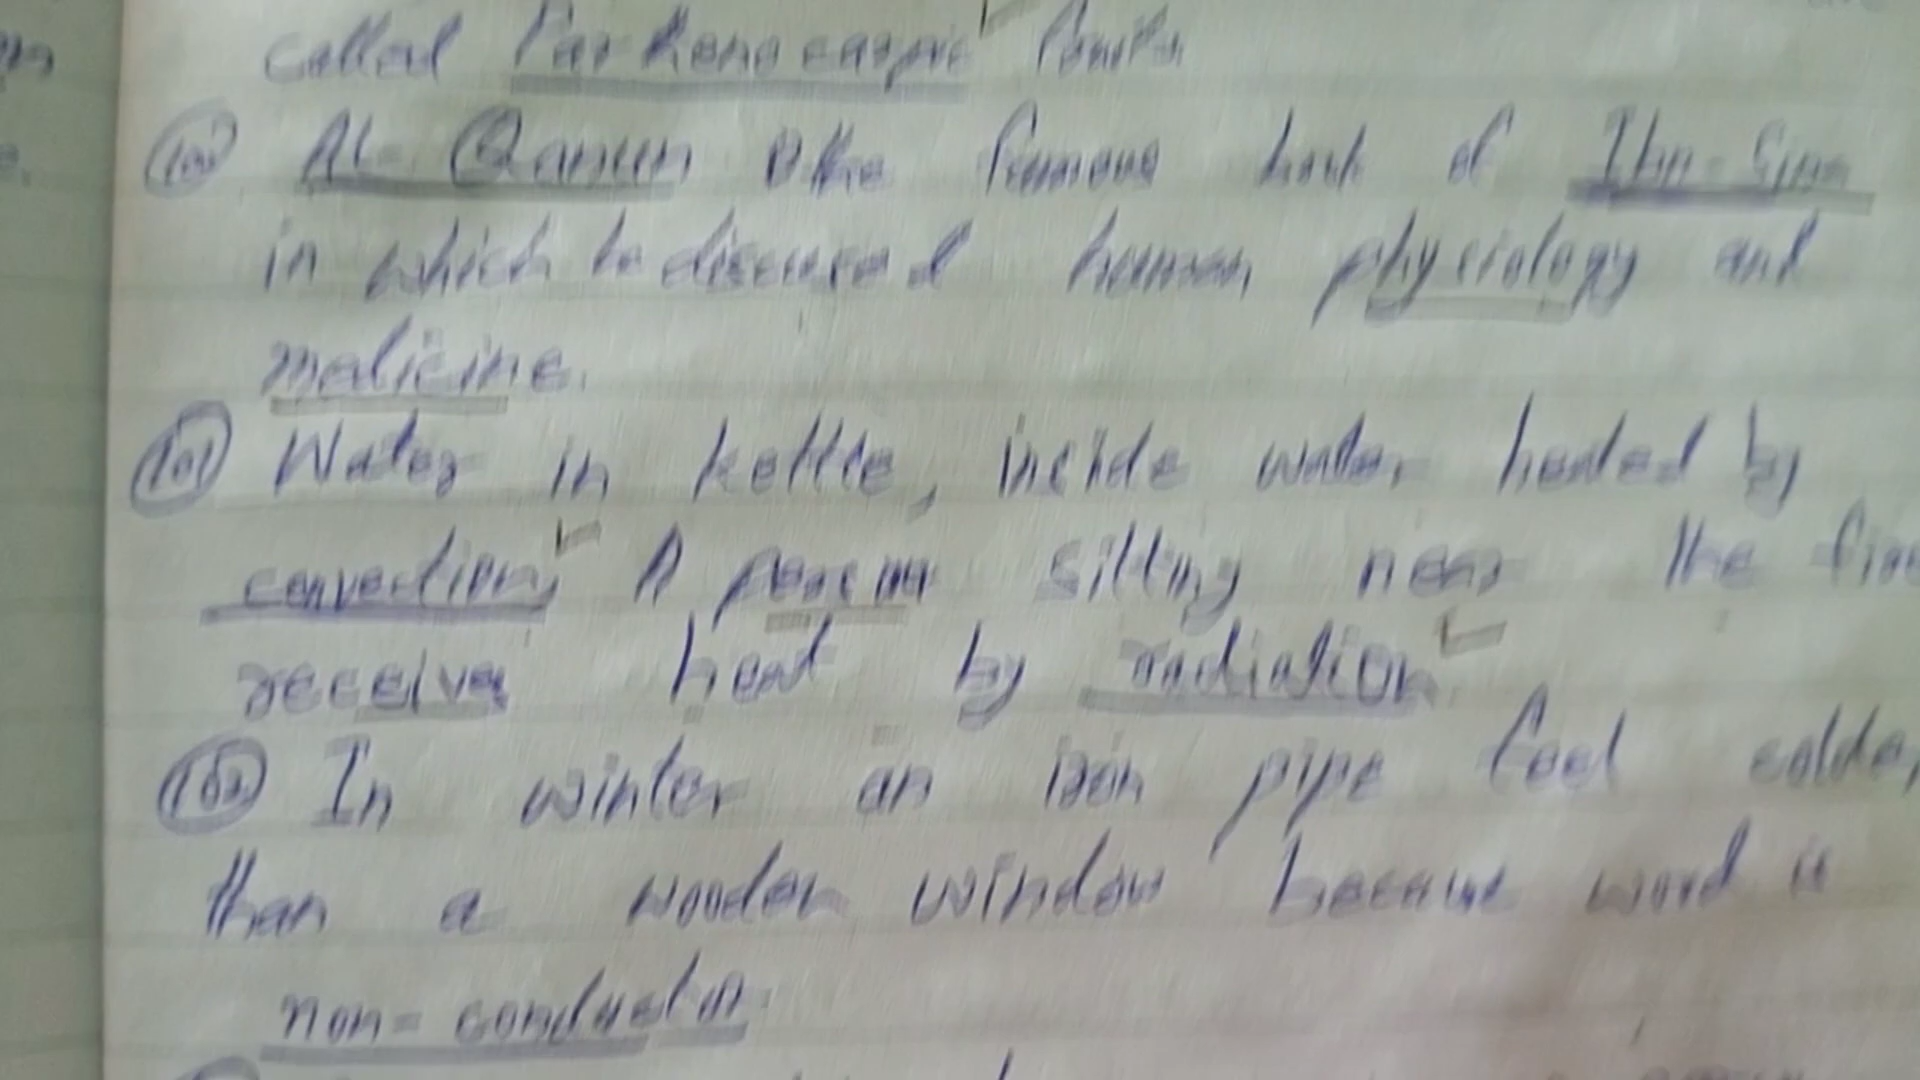 called Parthenocarpic fruits
(100) Al-Qanun is the famous book of Ibn-Sina
in which he discussed human physiology and
medicine.
(101) Water in kettle, inside water heated by
convection, A person sitting near the fire
receive heat by radiation.
(102) In winter an iron pipe feel colder
than a wooden window because wood is
non-conductor.